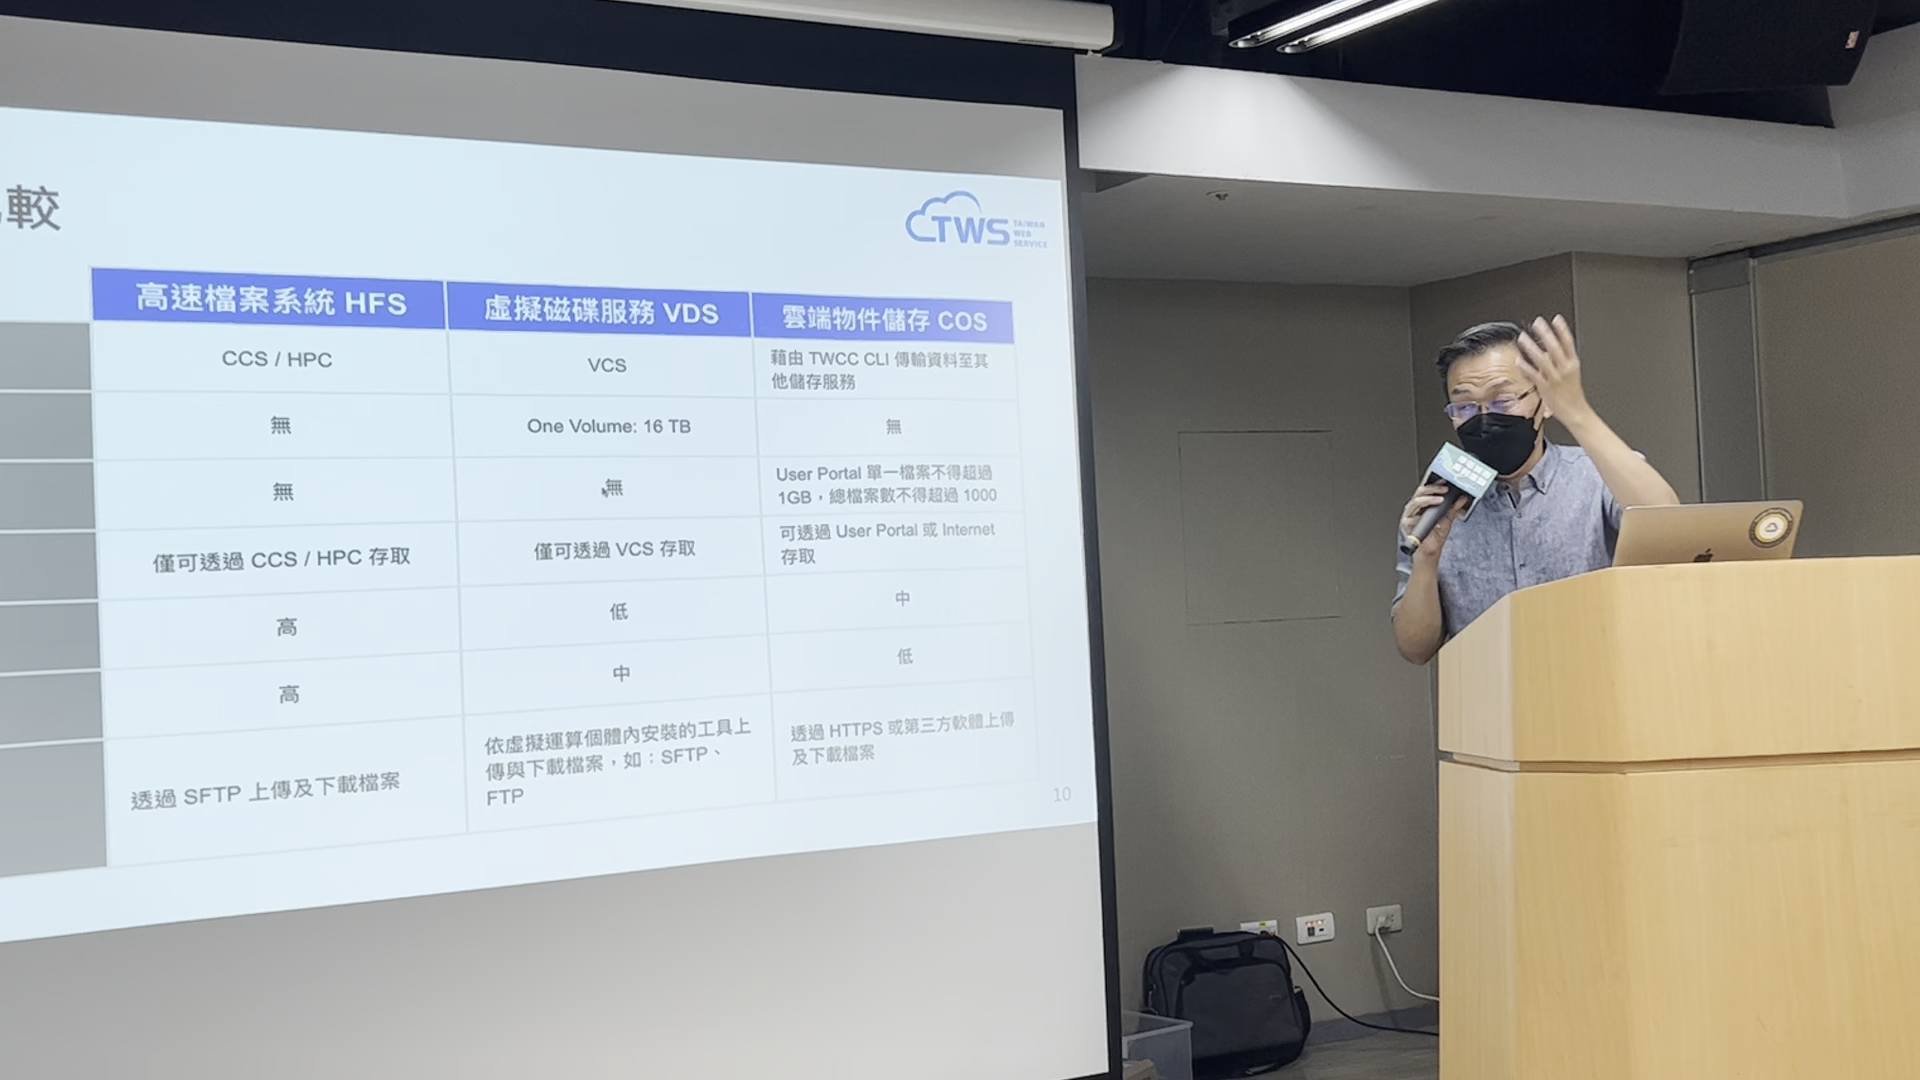 較
TWS
TAIWAN
WEB
SERVICE
高速檔案系統 HFS
虛擬磁碟服務 VDS
雲端物件儲存 COS
CCS / HPC
VCS
藉由 TWCC CLI 傳輸資料至其
他儲存服務
無
One Volume: 16 TB
無
無
無
User Portal 單一檔案不得超過
1GB，總檔案數不得超過 1000
僅可透過 CCS / HPC 存取
僅可透過 VCS 存取
可透過 User Portal 或 Internet
存取
高
低
中
高
中
低
透過 SFTP 上傳及下載檔案
依虛擬運算個體內安裝的工具上
傳與下載檔案，如：SFTP、
FTP
透過 HTTPS 或第三方軟體上傳
及下載檔案
10